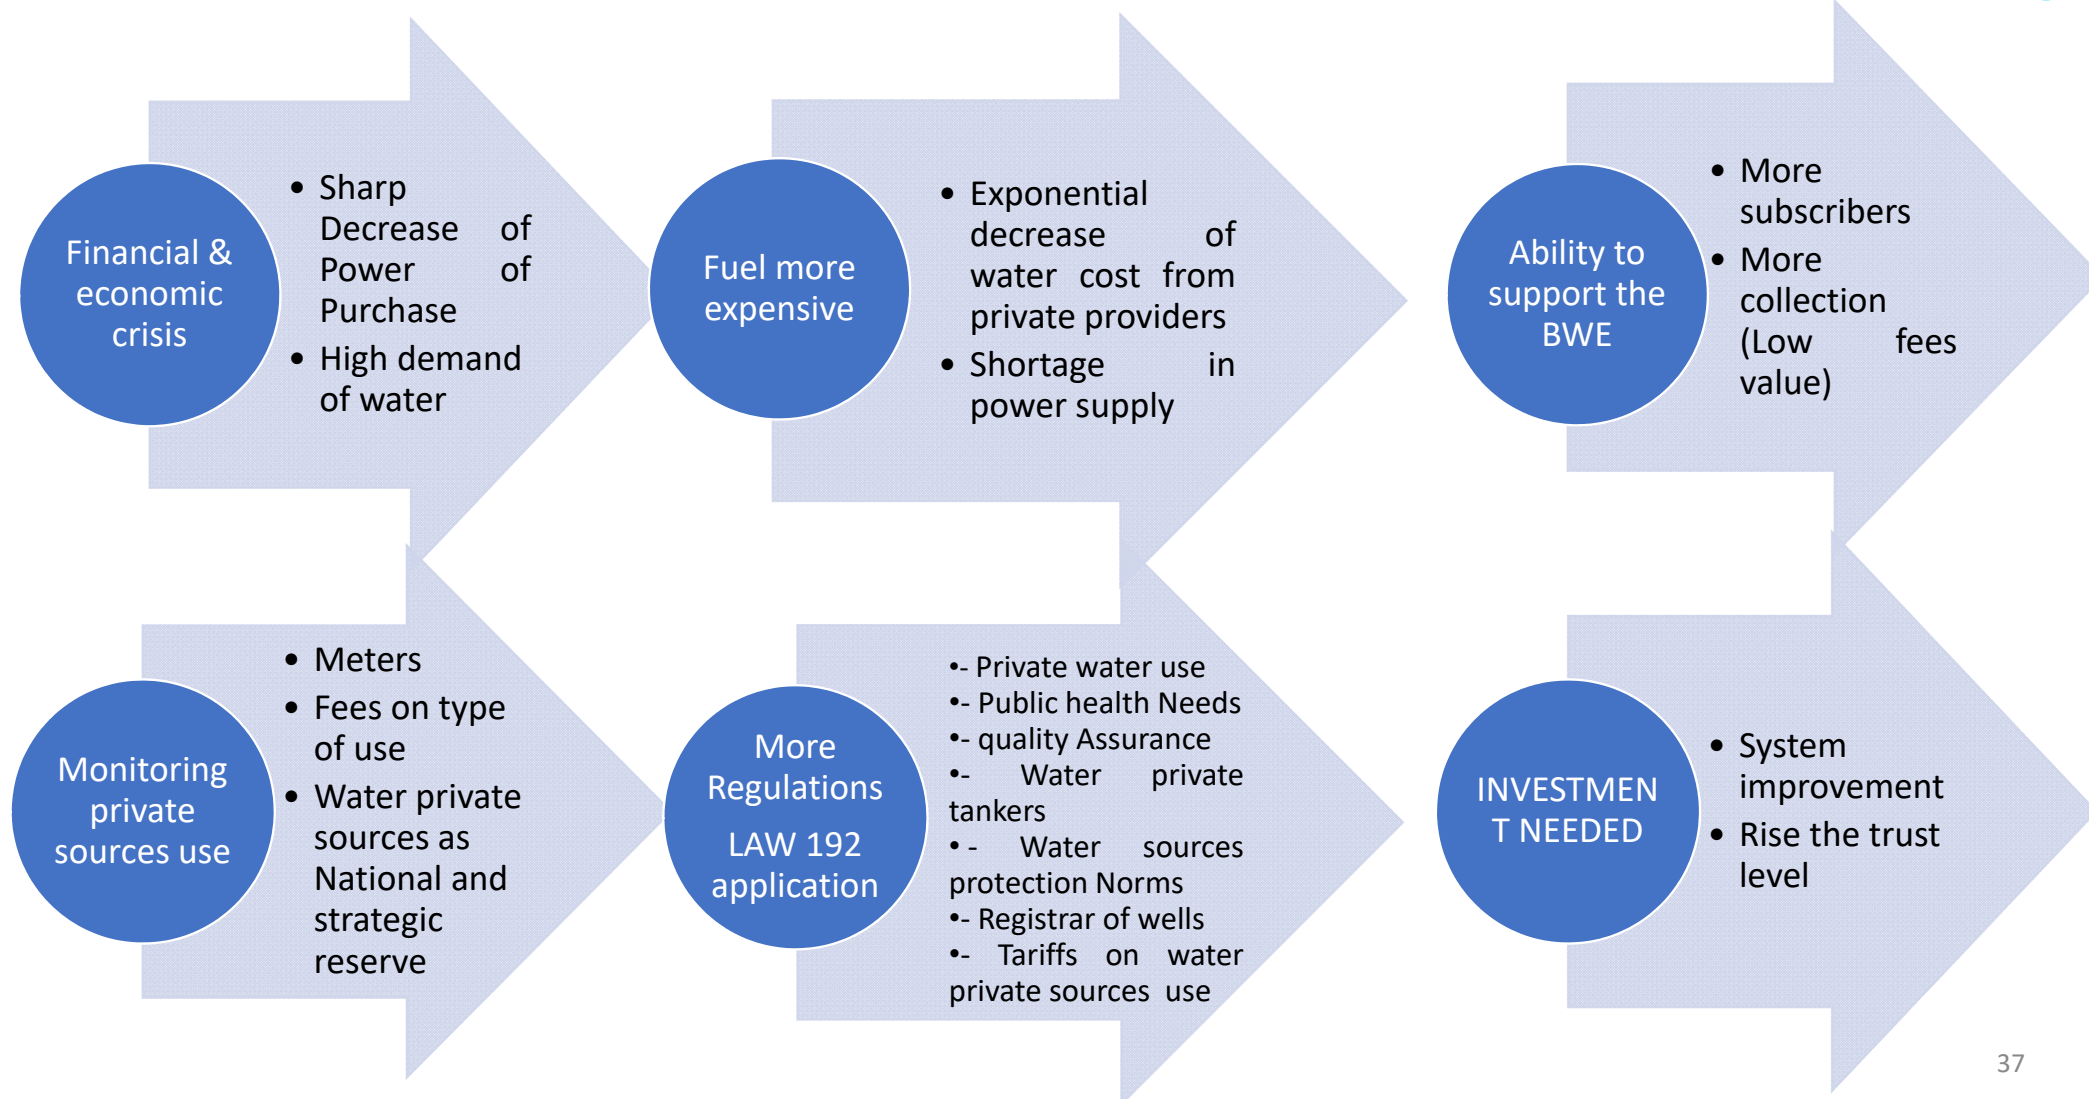 Financial &
economic
crisis
• Sharp
Decrease of
Power of
Purchase
• High demand
of water
Fuel more
expensive
• Exponential
decrease of
water cost from
private providers
• Shortage in
power supply
Ability to
support the
BWE
• More
subscribers
• More
collection
(Low fees
value)
Monitoring
private
sources use
• Meters
• Fees on type
of use
• Water private
sources as
National and
strategic
reserve
More
Regulations
LAW 192
application
•- Private water use
•- Public health Needs
•- quality Assurance
•- Water private
tankers
• - Water sources
protection Norms
•- Registrar of wells
•- Tariffs on water
private sources use
INVESTMEN
T NEEDED
• System
improvement
• Rise the trust
level
37